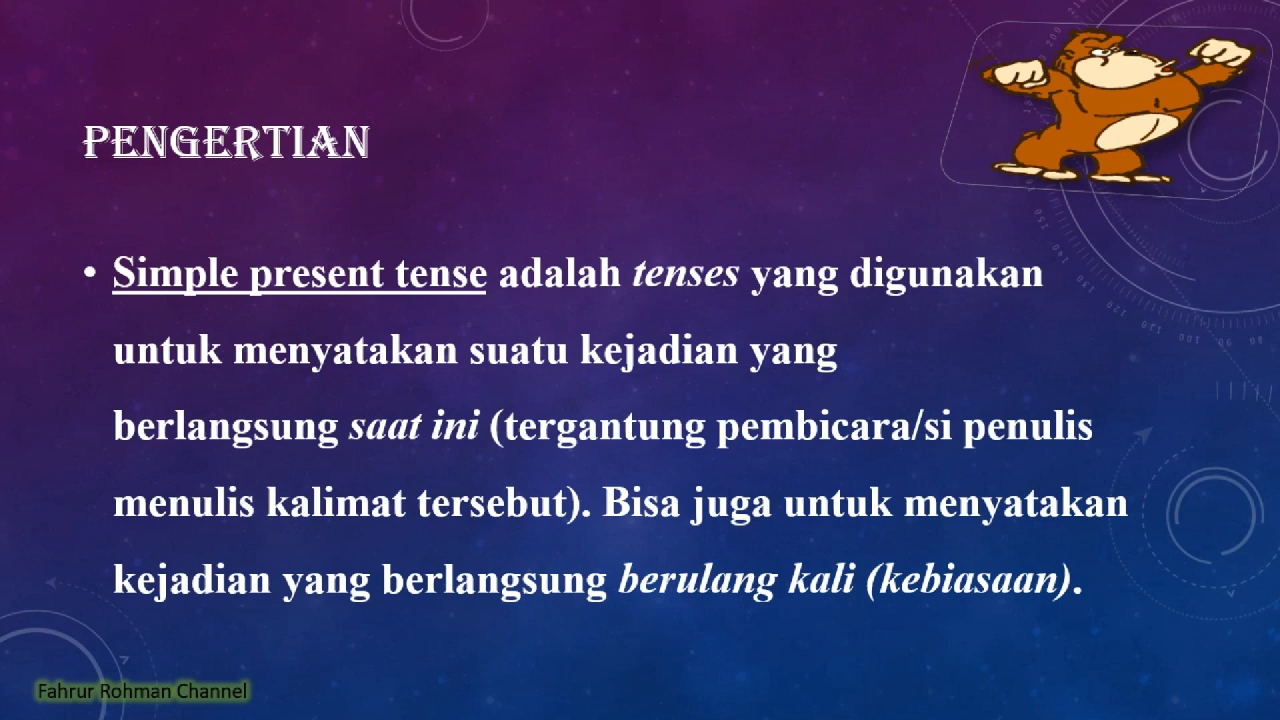 PENGERTIAN
• Simple present tense adalah tenses yang digunakan
untuk menyatakan suatu kejadian yang
berlangsung saat ini (tergantung pembicara/si penulis
menulis kalimat tersebut). Bisa juga untuk menyatakan
kejadian yang berlangsung berulang kali (kebiasaan).
Fahrur Rohman Channel